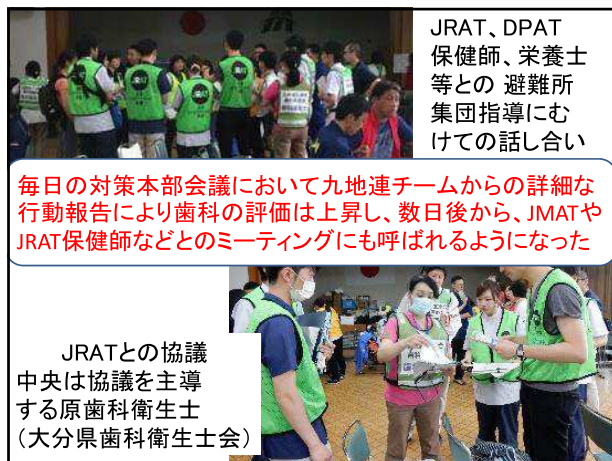 JRAT、DPAT
保健師、栄養士
等との 避難所
集団指導にむ
けての話し合い
JRAT
毎日の対策本部会議において九地連チームからの詳細な
行動報告により歯科の評価は上昇し、数日後から、JMATや
JRAT保健師などとのミーティングにも呼ばれるようになった
JRATとの協議
中央は協議を主導
する原歯科衛生士
（大分県歯科衛生士会）